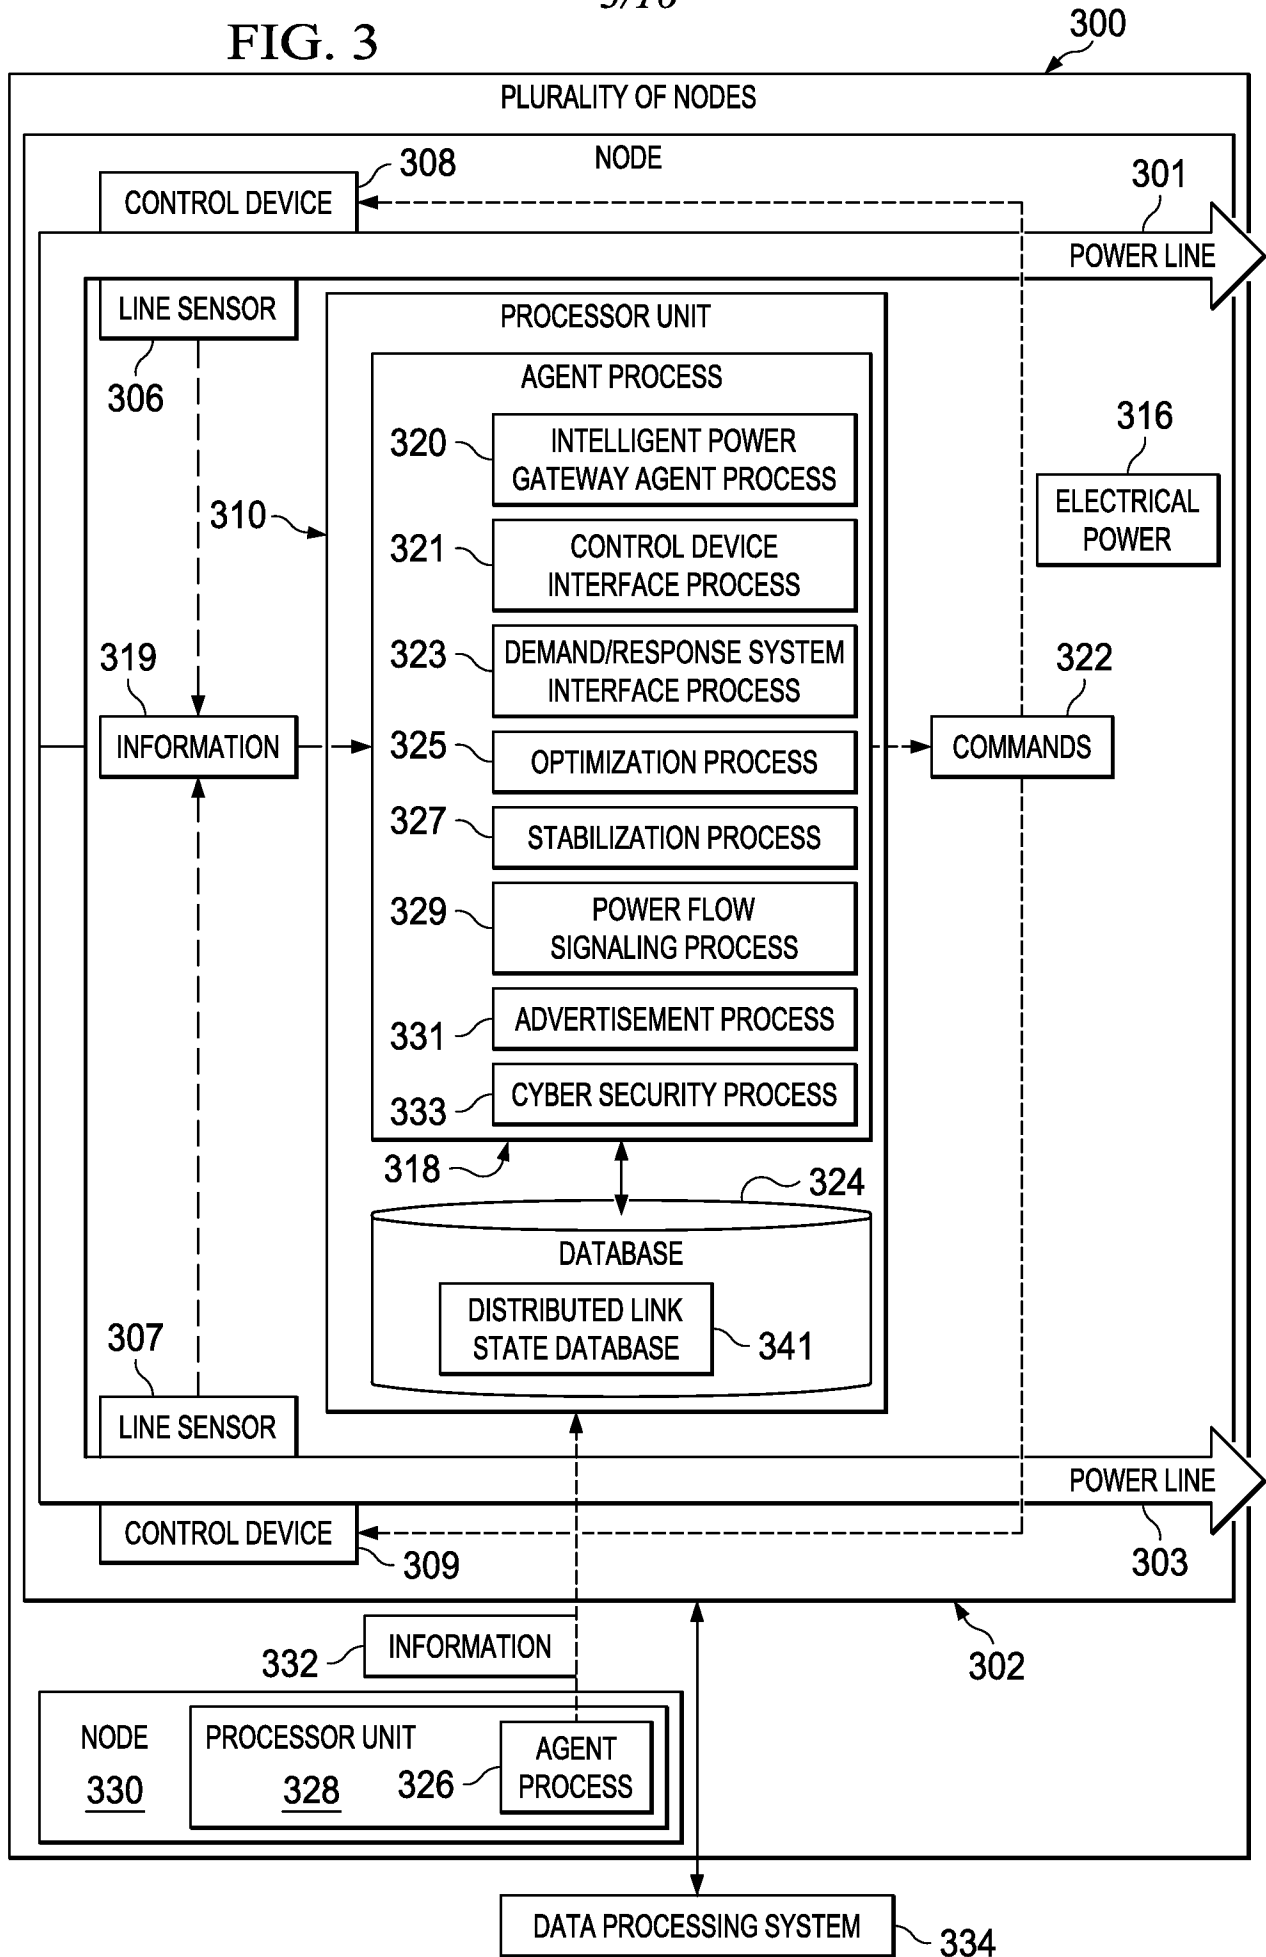 FIG. 3
300
PLURALITY OF NODES
NODE
308
CONTROL DEVICE
301
POWER LINE
LINE SENSOR
306
PROCESSOR UNIT
AGENT PROCESS
320
INTELLIGENT POWER
GATEWAY AGENT PROCESS
316
ELECTRICAL
POWER
310
321
CONTROL DEVICE
INTERFACE PROCESS
323
DEMAND/RESPONSE SYSTEM
INTERFACE PROCESS
319
INFORMATION
322
COMMANDS
325
OPTIMIZATION PROCESS
327
STABILIZATION PROCESS
329
POWER FLOW
SIGNALING PROCESS
331
ADVERTISEMENT PROCESS
333
CYBER SECURITY PROCESS
318
324
DATABASE
DISTRIBUTED LINK
STATE DATABASE
341
307
LINE SENSOR
POWER LINE
303
CONTROL DEVICE
309
332
INFORMATION
302
NODE
330
PROCESSOR UNIT
328
326
AGENT
PROCESS
DATA PROCESSING SYSTEM
334